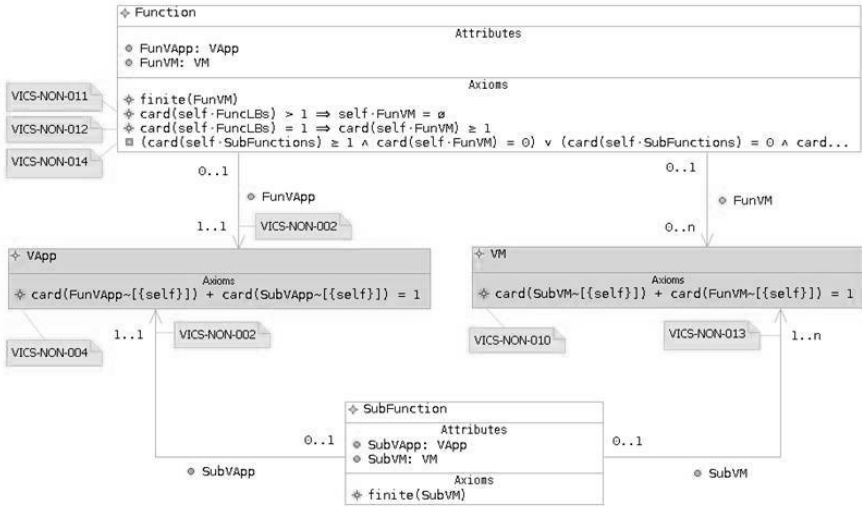 Function
Attributes
FunVApp: VApp
FunVM: VM
Axioms
finite(FunVM)
card(self·FuncLBs) > 1 ⇒ self·FunVM = ø
card(self·FuncLBs) = 1 ⇒ card(self·FunVM) ≥ 1
(card(self·SubFunctions) ≥ 1 ∧ card(self·FunVM) = 0) ∨ (card(self·SubFunctions) = 0 ∧ card...
VICS-NON-011
VICS-NON-012
VICS-NON-014
0..1
0..1
FunVApp
FunVM
1..1
VICS-NON-002
0..n
VApp
Axioms
card(FunVApp~[{self}]) + card(SubVApp~[{self}]) = 1
VM
Axioms
card(SubVM~[{self}]) + card(FunVM~[{self}]) = 1
VICS-NON-004
1..1
VICS-NON-002
VICS-NON-010
VICS-NON-013
1..n
SubFunction
Attributes
SubVApp: VApp
SubVM: VM
Axioms
finite(SubVM)
0..1
0..1
SubVApp
SubVM